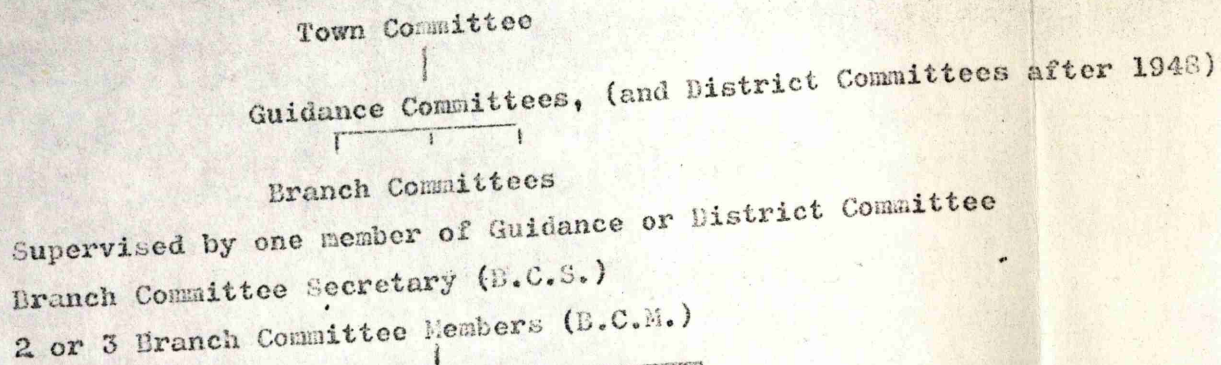 Town Committee
Guidance Committees, (and District Committees after 1948)
Branch Committees
Supervised by one member of Guidance or District Committee
Branch Committee Secretary (B.C.S.)
2 or 3 Branch Committee Members (B.C.M.)